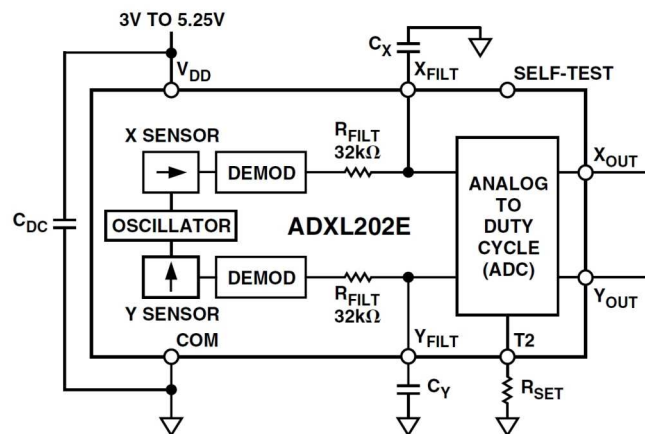 3V TO 5.25V
C_X
V_DD
X_FILT
SELF-TEST
X SENSOR
R_FILT
32kΩ
DEMOD
X_OUT
ANALOG
TO
DUTY
CYCLE
(ADC)
C_DC
OSCILLATOR
ADXL202E
DEMOD
R_FILT
32kΩ
Y SENSOR
Y_OUT
COM
Y_FILT
T2
C_Y
R_SET